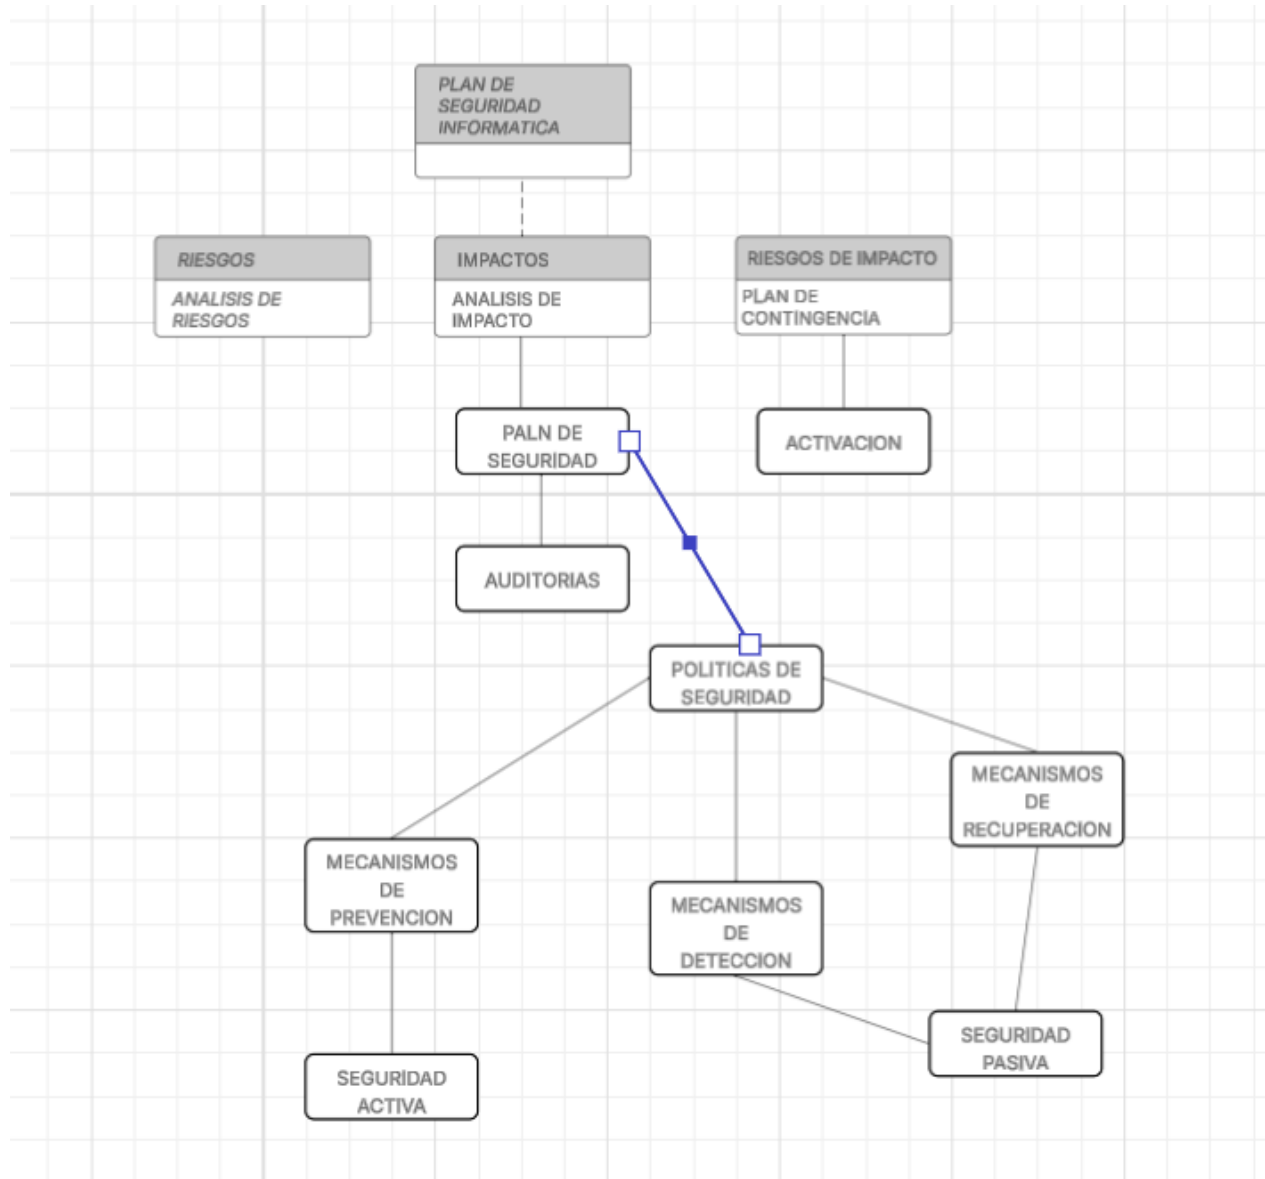 PLAN DE
SEGURIDAD
INFORMATICA
RIESGOS
ANALISIS DE
RIESGOS
IMPACTOS
ANALISIS DE
IMPACTO
RIESGOS DE IMPACTO
PLAN DE
CONTINGENCIA
PALN DE
SEGURIDAD
ACTIVACION
AUDITORIAS
POLITICAS DE
SEGURIDAD
MECANISMOS
DE
RECUPERACION
MECANISMOS
DE
PREVENCION
MECANISMOS
DE
DETECCION
SEGURIDAD
PASIVA
SEGURIDAD
ACTIVA